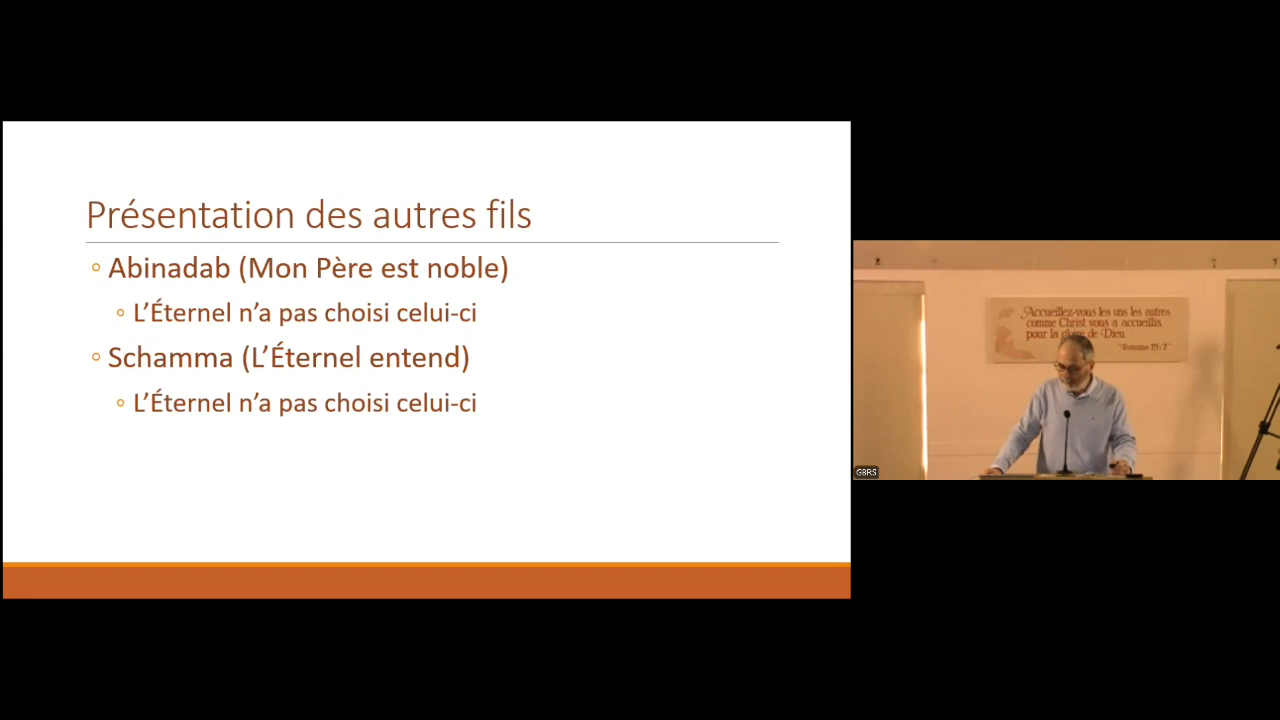 Présentation des autres fils
◦ Abinadab (Mon Père est noble)
◦ L’Éternel n’a pas choisi celui-ci
◦ Schamma (L’Éternel entend)
◦ L’Éternel n’a pas choisi celui-ci
Accueillez-vous les uns les autres
comme Christ vous a accueillis,
pour la gloire de Dieu.
Romains 15:7
GBRS